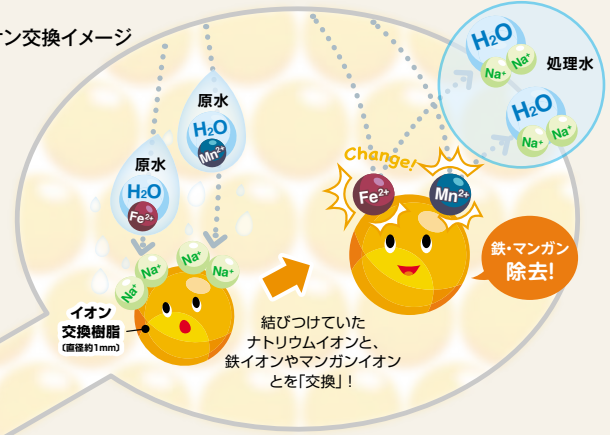 ン交換イメージ
原水
H₂O
Mn²⁺
原水
H₂O
Fe²⁺
Na⁺
Na⁺
Na⁺
Na⁺
イオン
交換樹脂
(直径約1mm)
結びつけていた
ナトリウムイオンと、
鉄イオンやマンガンイオン
とを「交換」！
Change!
Fe²⁺
Mn²⁺
鉄・マンガン
除去!
H₂O
Na⁺
Na⁺
処理水
H₂O
Na⁺
Na⁺